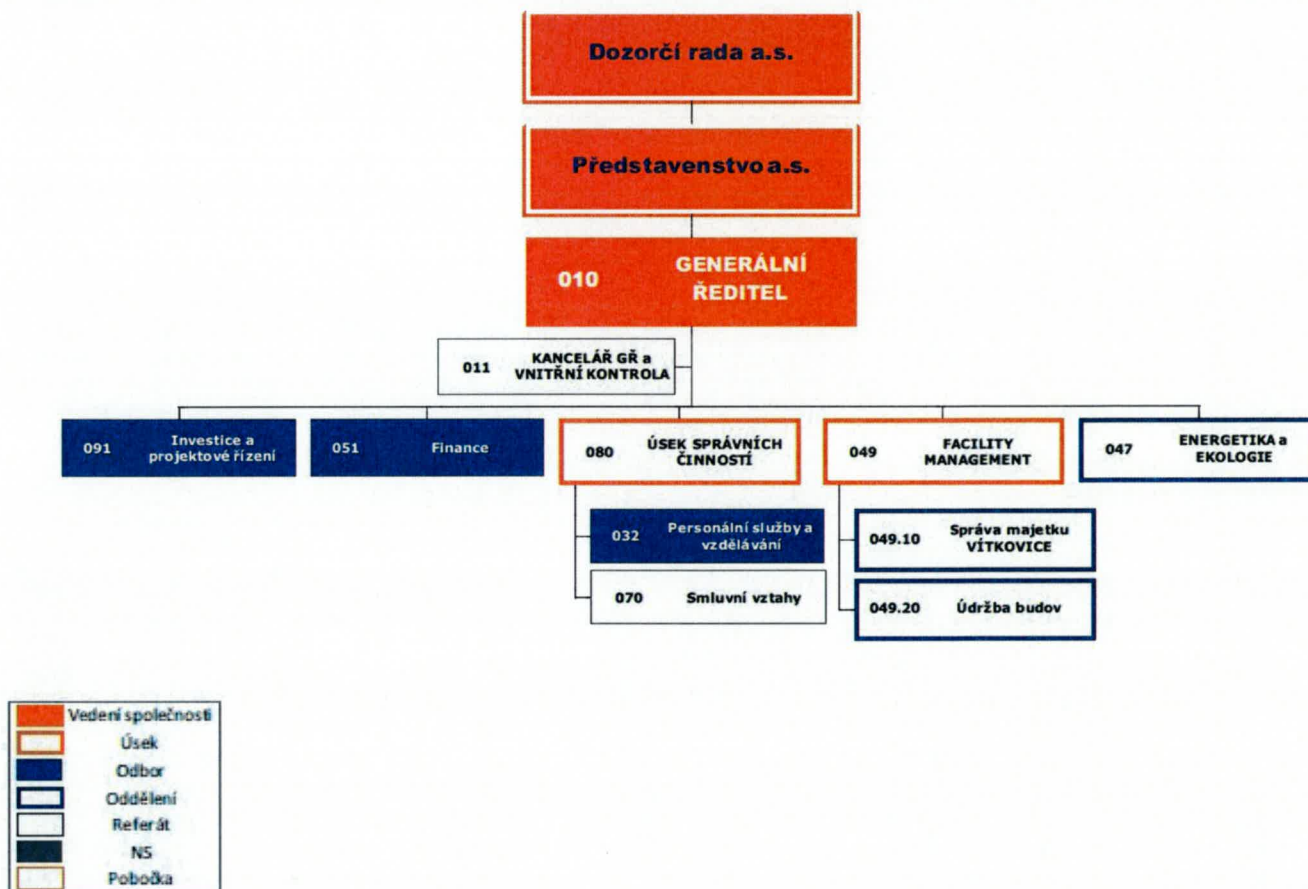 Dozorčí rada a.s.
Představenstvo a.s.
010 GENERÁLNÍ
ŘEDITEL
011 KANCELÁŘ GŘ a
VNITŘNÍ KONTROLA
091 Investice a
projektové řízení
051 Finance
080 ÚSEK SPRÁVNÍCH
ČINNOSTÍ
049 FACILITY
MANAGEMENT
047 ENERGETIKA a
EKOLOGIE
032 Personální služby a
vzdělávání
070 Smluvní vztahy
049.10 Správa majetku
VÍTKOVICE
049.20 Údržba budov
Vedení společnosti
Úsek
Odbor
Oddělení
Referát
NS
Pobočka